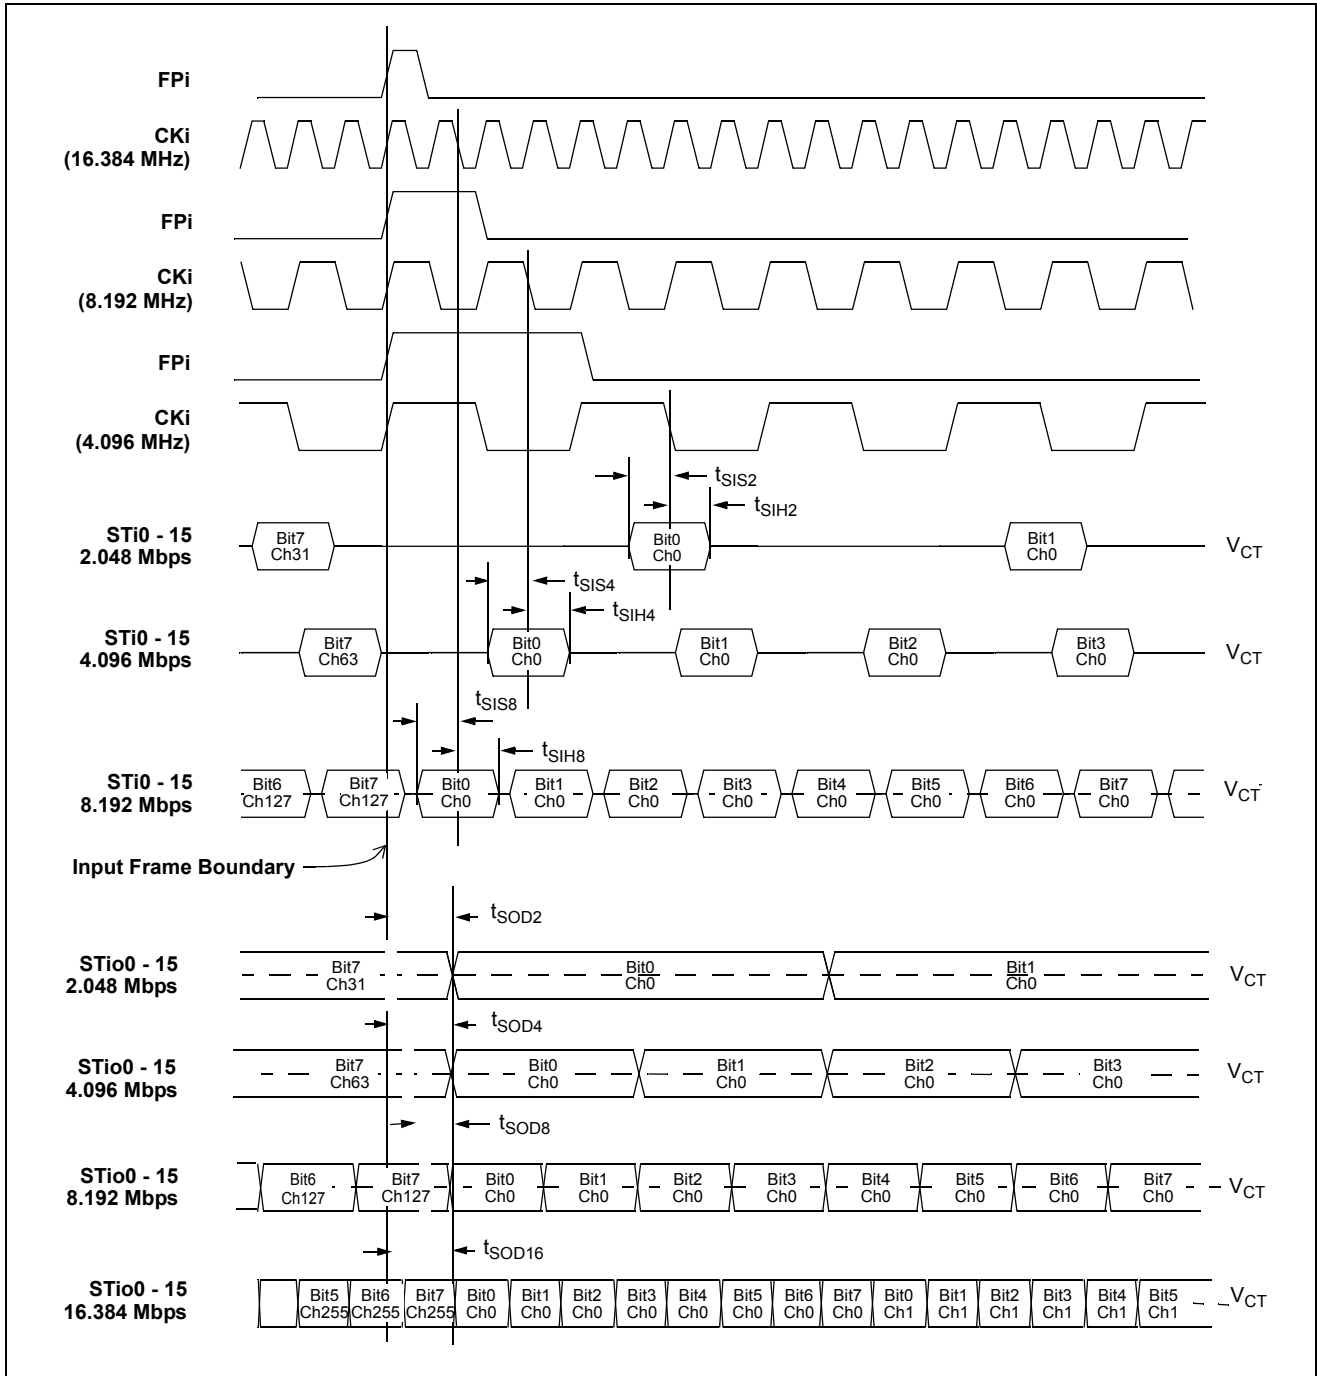 FPi
CKi
(16.384 MHz)
FPi
CKi
(8.192 MHz)
FPi
CKi
(4.096 MHz)
tSIS2
tSIH2
STi0 - 15
2.048 Mbps
Bit7
Ch31
Bit0
Ch0
Bit1
Ch0
VCT
tSIS4
tSIH4
STi0 - 15
4.096 Mbps
Bit7
Ch63
Bit0
Ch0
Bit1
Ch0
Bit2
Ch0
Bit3
Ch0
VCT
tSIS8
tSIH8
STi0 - 15
8.192 Mbps
Bit6
Ch127
Bit7
Ch127
Bit0
Ch0
Bit1
Ch0
Bit2
Ch0
Bit3
Ch0
Bit4
Ch0
Bit5
Ch0
Bit6
Ch0
Bit7
Ch0
VCT
Input Frame Boundary
tSOD2
STio0 - 15
2.048 Mbps
Bit7
Ch31
Bit0
Ch0
Bit1
Ch0
VCT
tSOD4
STio0 - 15
4.096 Mbps
Bit7
Ch63
Bit0
Ch0
Bit1
Ch0
Bit2
Ch0
Bit3
Ch0
VCT
tSOD8
STio0 - 15
8.192 Mbps
Bit6
Ch127
Bit7
Ch127
Bit0
Ch0
Bit1
Ch0
Bit2
Ch0
Bit3
Ch0
Bit4
Ch0
Bit5
Ch0
Bit6
Ch0
Bit7
Ch0
VCT
tSOD16
STio0 - 15
16.384 Mbps
Bit5
Ch255
Bit6
Ch255
Bit7
Ch255
Bit0
Ch0
Bit1
Ch0
Bit2
Ch0
Bit3
Ch0
Bit4
Ch0
Bit5
Ch0
Bit6
Ch0
Bit7
Ch0
Bit0
Ch1
Bit1
Ch1
Bit2
Ch1
Bit3
Ch1
Bit4
Ch1
Bit5
Ch1
VCT